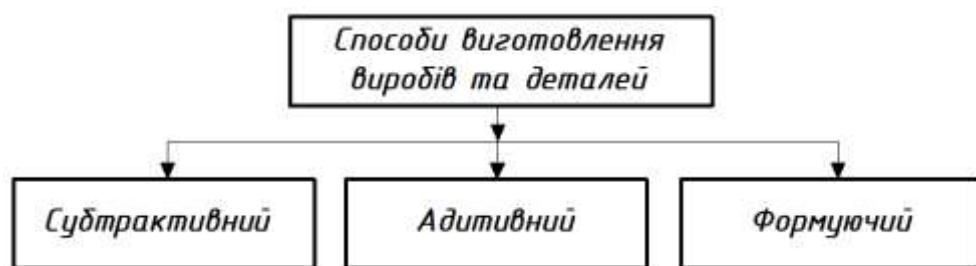 Способи виготовлення
виробів та деталей
Субтрактивний
Адитивний
Формуючий